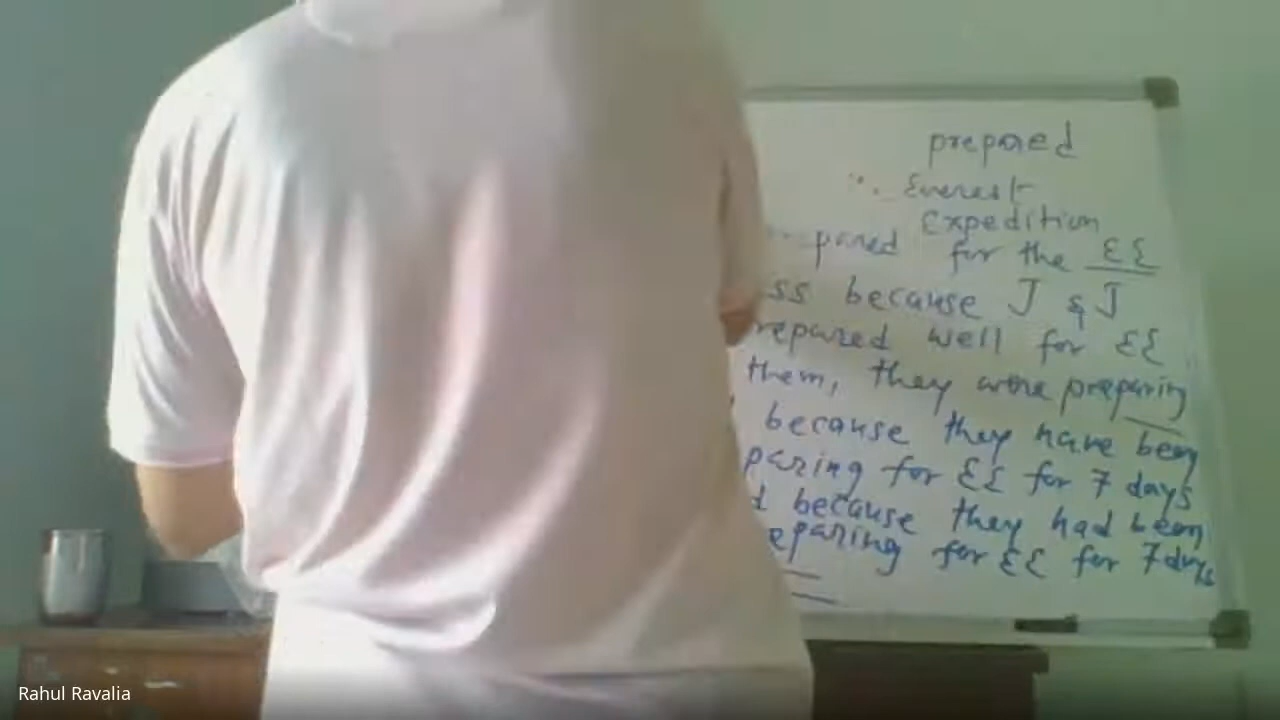 prepared
∵ Everest
Expedition
pared for the EE
ss because J & J
repared well for EE
them, they were preparing
because they have been
paring for EE for 7 days
d because they had been
eparing for EE for 7 days
Rahul Ravalia